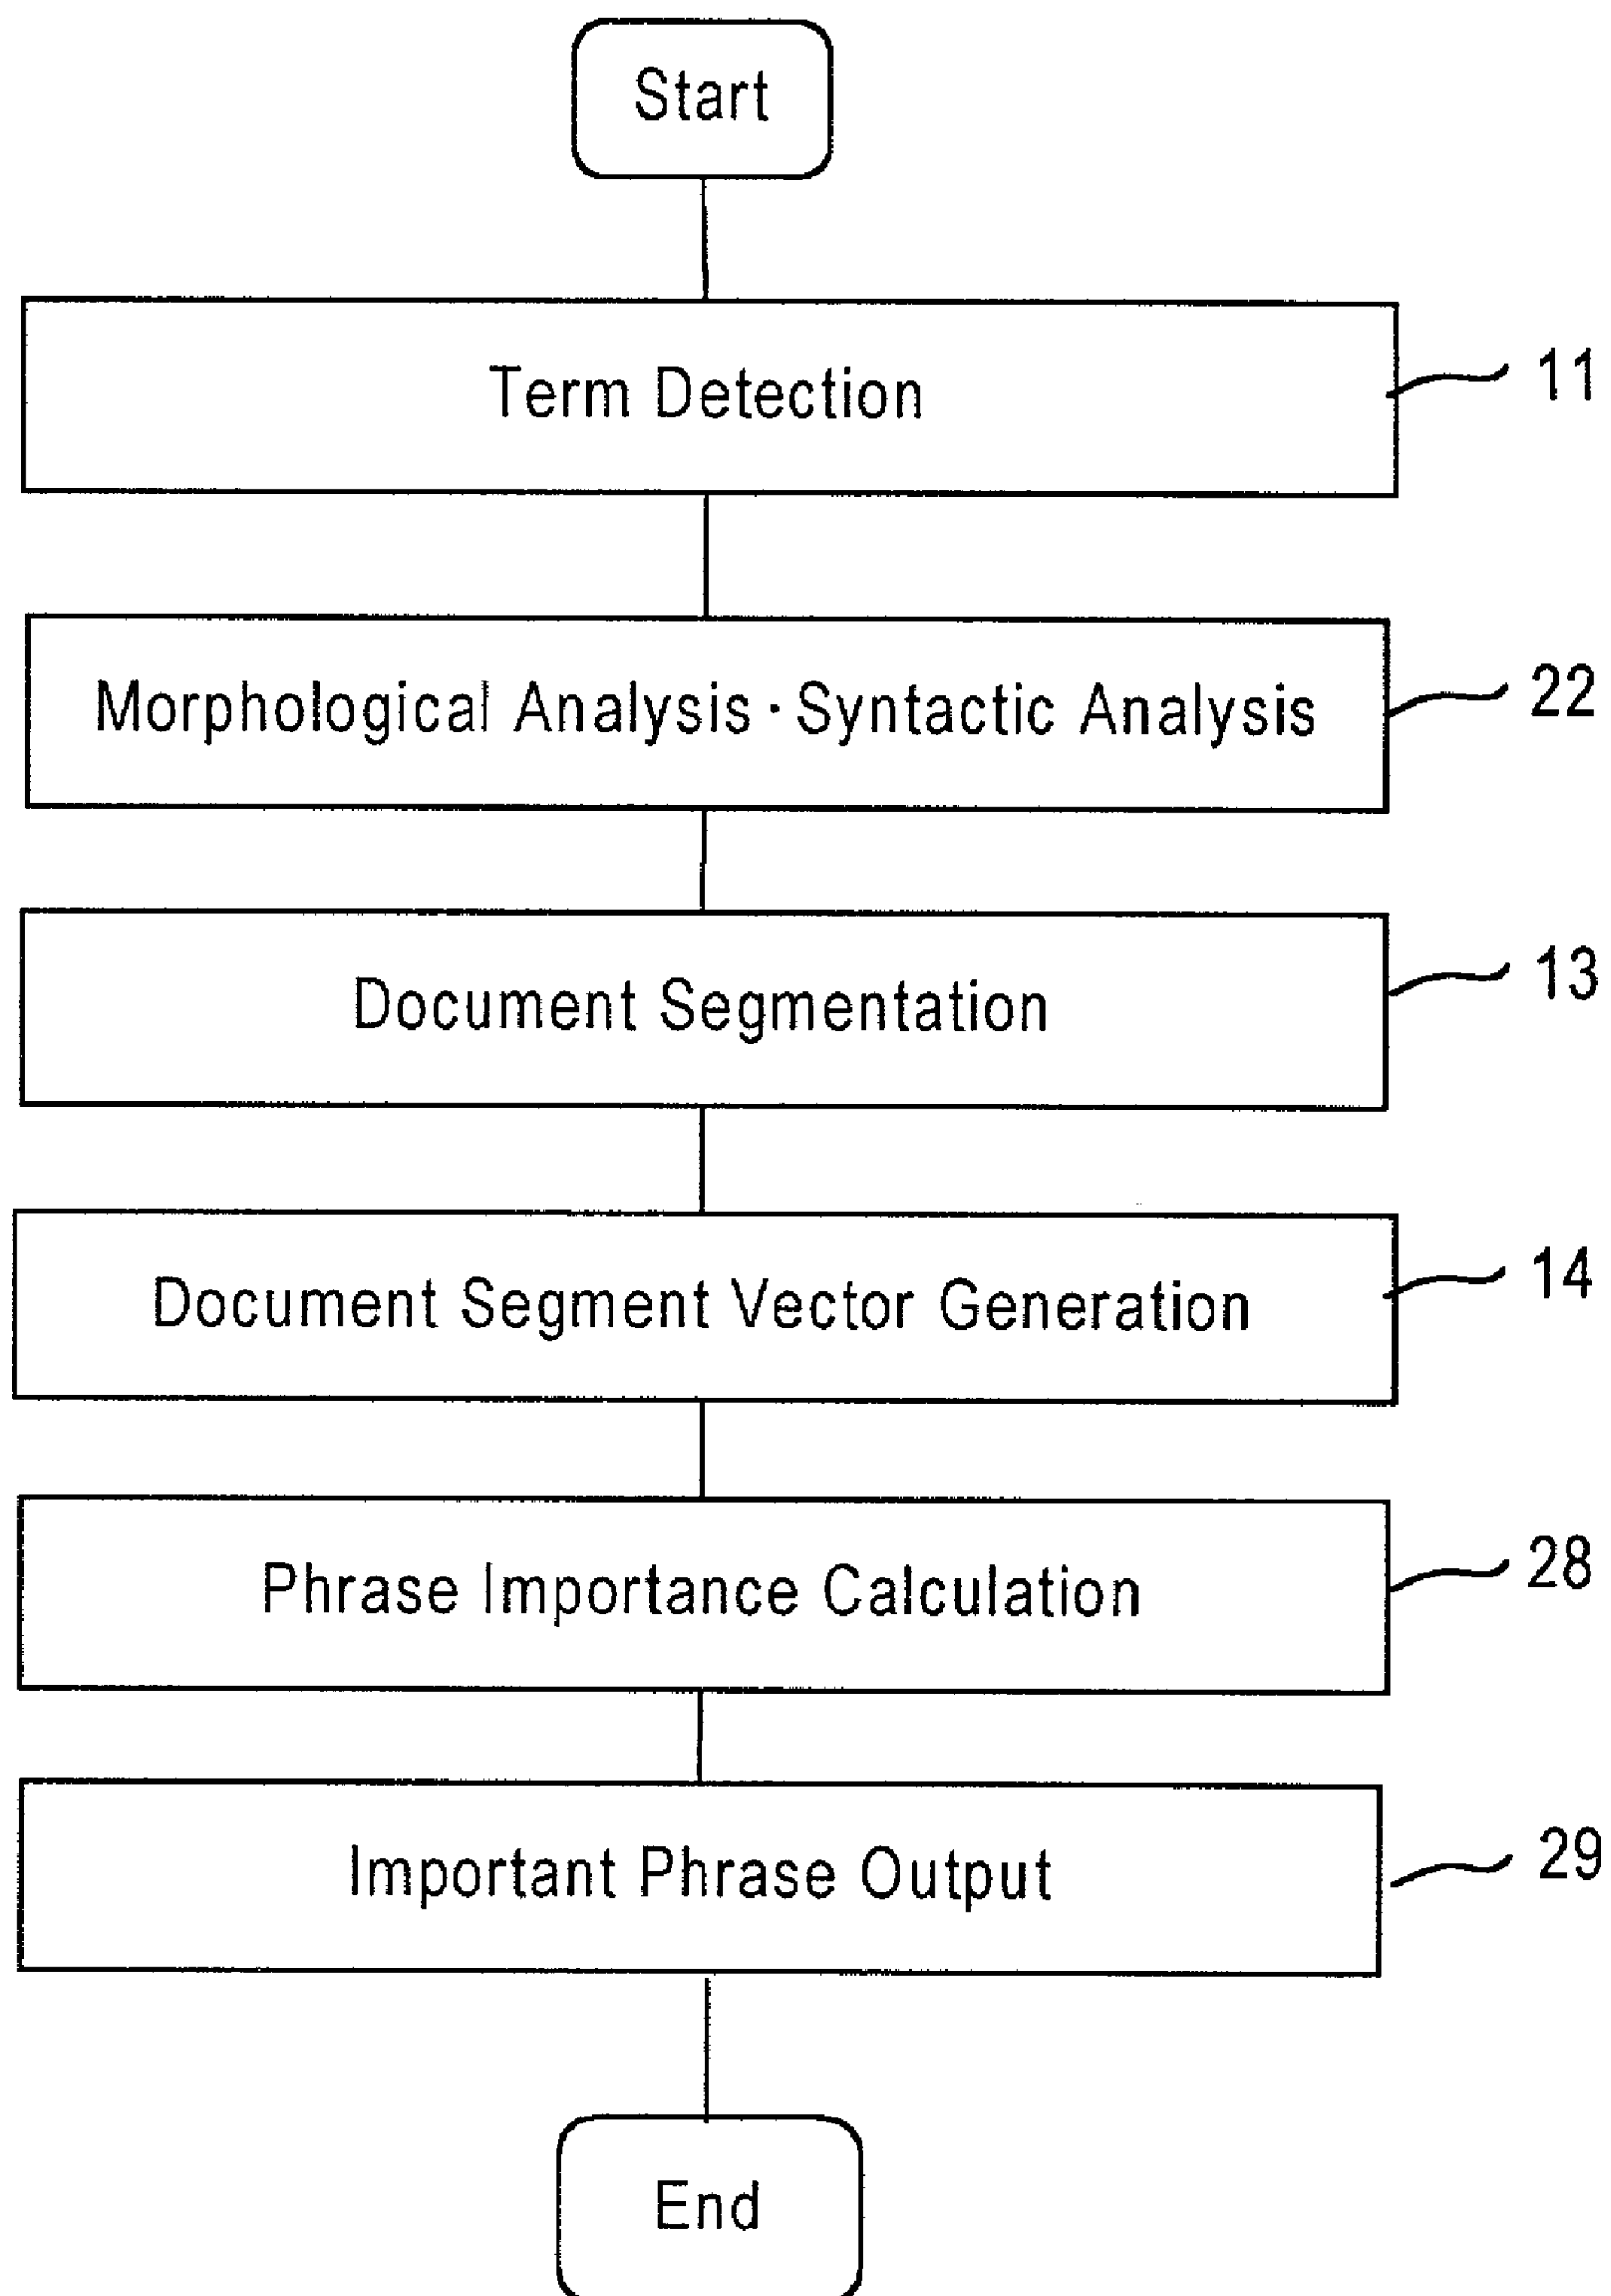 Start
Term Detection 11
Morphological Analysis·Syntactic Analysis 22
Document Segmentation 13
Document Segment Vector Generation 14
Phrase Importance Calculation 28
Important Phrase Output 29
End